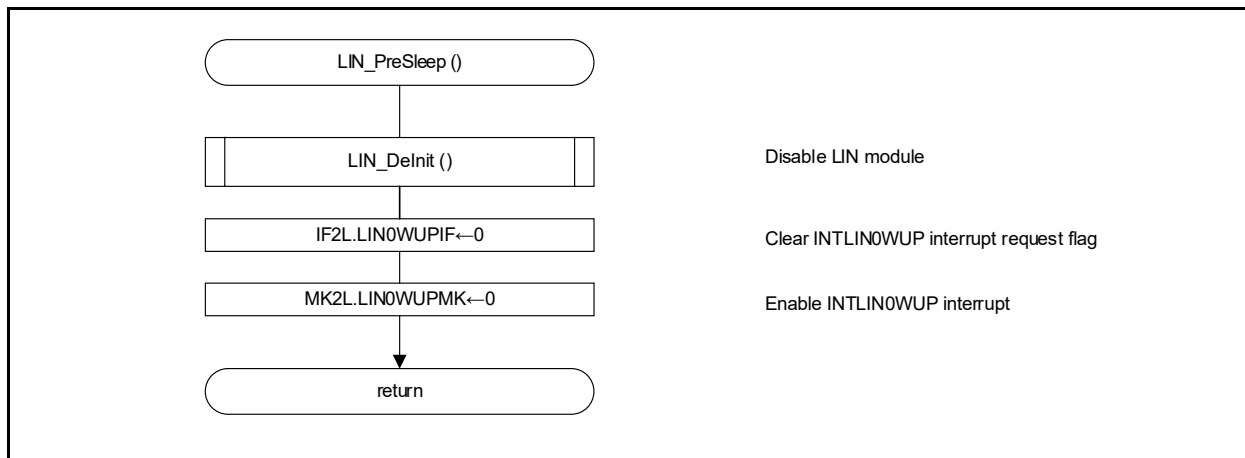 LIN_PreSleep ()
LIN_DeInit ()
Disable LIN module
IF2L.LIN0WUPIF←0
Clear INTLIN0WUP interrupt request flag
MK2L.LIN0WUPMK←0
Enable INTLIN0WUP interrupt
return